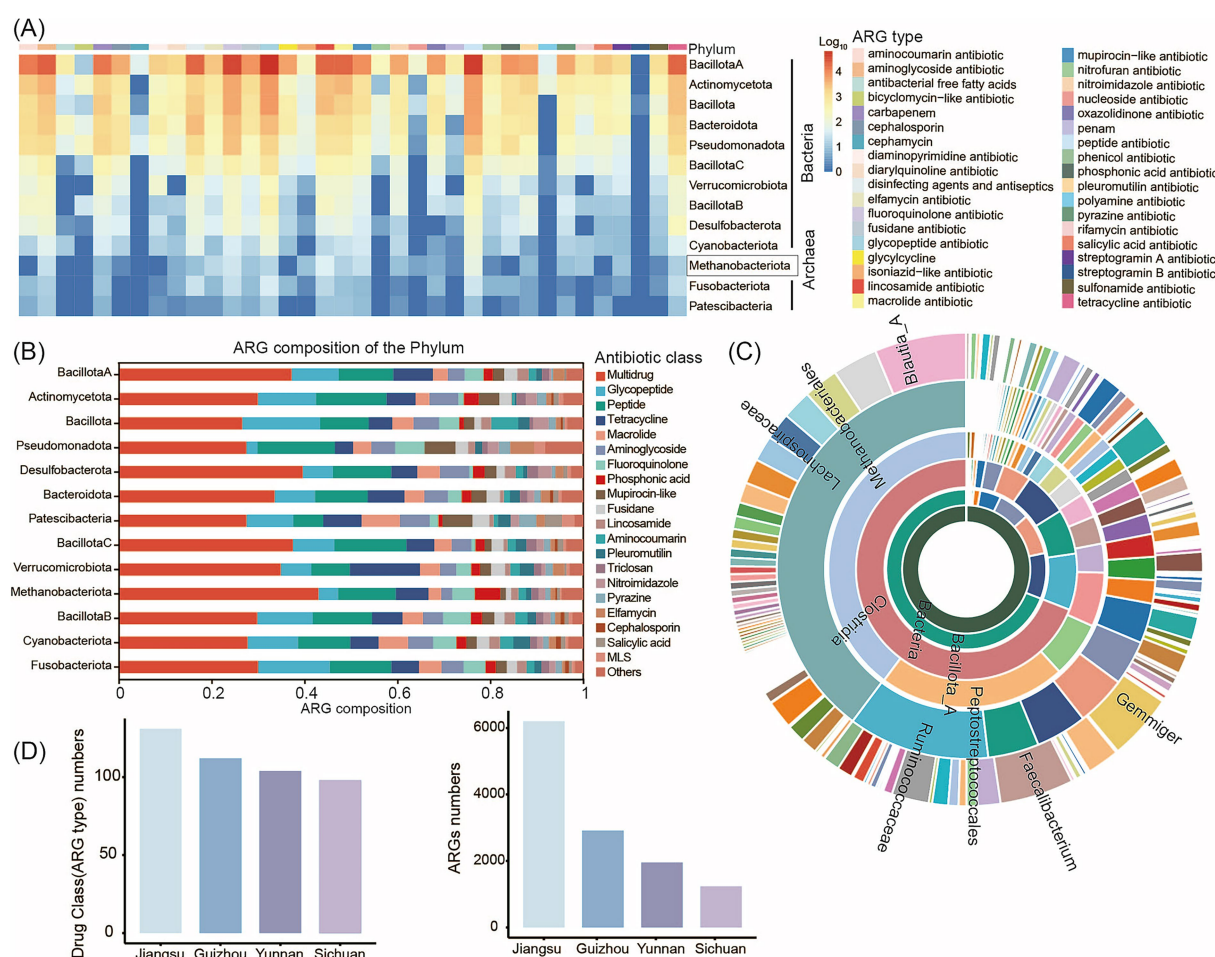 (A)
Phylum
BacillotaA
Actinomycetota
Bacillota
Bacteroidota
Pseudomonadota
BacillotaC
Verrucomicrobiota
BacillotaB
Desulfobacterota
Cyanobacteriota
Methanobacteriota
Fusobacteriota
Patescibacteria
Bacteria
Archaea
Log10
4
3
2
1
0
ARG type
aminocoumarin antibiotic
aminoglycoside antibiotic
antibacterial free fatty acids
bicyclomycin−like antibiotic
carbapenem
cephalosporin
cephamycin
diaminopyrimidine antibiotic
diarylquinoline antibiotic
disinfecting agents and antiseptics
elfamycin antibiotic
fluoroquinolone antibiotic
fusidane antibiotic
glycopeptide antibiotic
glycylcycline
isoniazid−like antibiotic
lincosamide antibiotic
macrolide antibiotic
mupirocin−like antibiotic
nitrofuran antibiotic
nitroimidazole antibiotic
nucleoside antibiotic
oxazolidinone antibiotic
penam
peptide antibiotic
phenicol antibiotic
phosphonic acid antibiotic
pleuromutilin antibiotic
polyamine antibiotic
pyrazine antibiotic
rifamycin antibiotic
salicylic acid antibiotic
streptogramin A antibiotic
streptogramin B antibiotic
sulfonamide antibiotic
tetracycline antibiotic
(B)
ARG composition of the Phylum
BacillotaA
Actinomycetota
Bacillota
Pseudomonadota
Desulfobacterota
Bacteroidota
Patescibacteria
BacillotaC
Verrucomicrobiota
Methanobacteriota
BacillotaB
Cyanobacteriota
Fusobacteriota
0
0.2
0.4
0.6
0.8
1
ARG composition
Antibiotic class
Multidrug
Glycopeptide
Peptide
Tetracycline
Macrolide
Aminoglycoside
Fluoroquinolone
Phosphonic acid
Mupirocin-like
Fusidane
Lincosamide
Aminocoumarin
Pleuromutilin
Triclosan
Nitroimidazole
Pyrazine
Elfamycin
Cephalosporin
Salicylic acid
MLS
Others
(C)
Blautia_A
Methanobacteriales
Lachnospiraceae
Methanobacteria
Clostridia
Bacteria
Bacillota_A
Peptostreptococcales
Ruminococcaceae
Faecalibacterium
Gemmiger
(D)
Drug Class(ARG type) numbers
100
50
0
Jiangsu
Guizhou
Yunnan
Sichuan
ARGs numbers
6000
4000
2000
0
Jiangsu
Guizhou
Yunnan
Sichuan